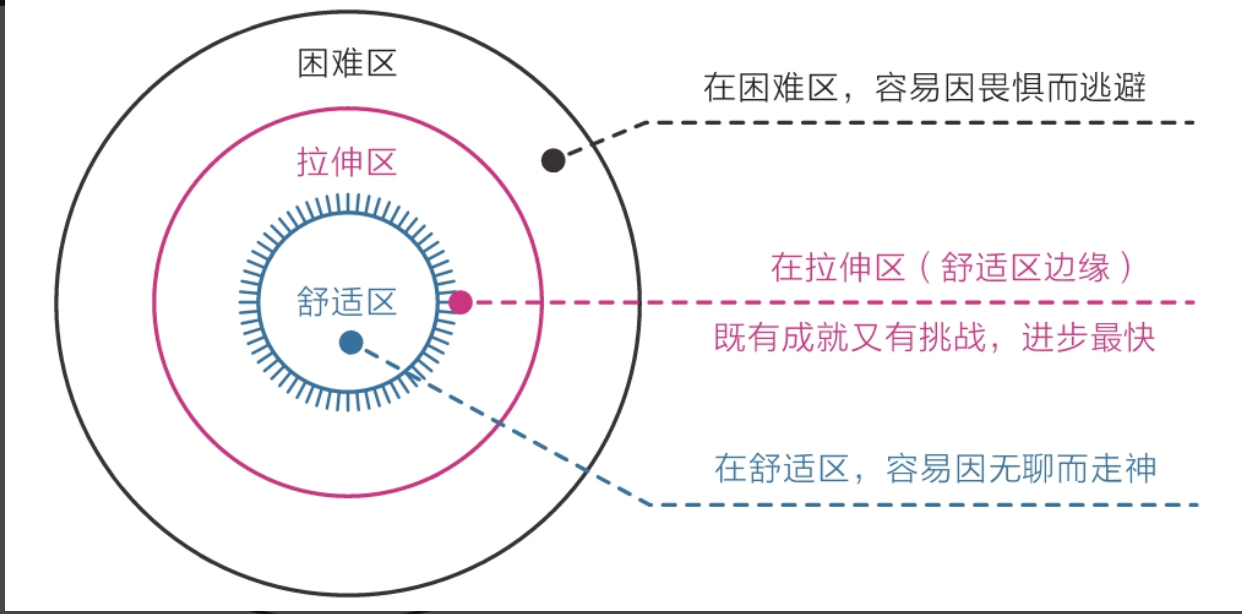 困难区
在困难区，容易因畏惧而逃避
拉伸区
在拉伸区（舒适区边缘）
既有成就又有挑战，进步最快
舒适区
在舒适区，容易因无聊而走神